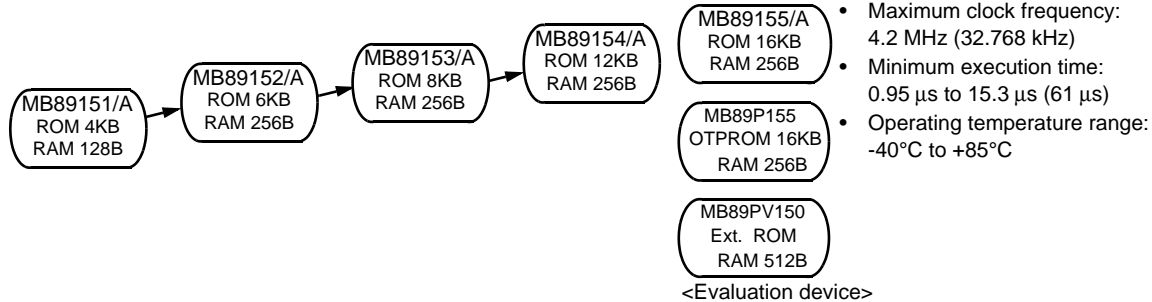 MB89151/A
ROM 4KB
RAM 128B
MB89152/A
ROM 6KB
RAM 256B
MB89153/A
ROM 8KB
RAM 256B
MB89154/A
ROM 12KB
RAM 256B
MB89155/A
ROM 16KB
RAM 256B
MB89P155
OTPROM 16KB
RAM 256B
MB89PV150
Ext. ROM
RAM 512B
<Evaluation device>
• Maximum clock frequency:
4.2 MHz (32.768 kHz)
• Minimum execution time:
0.95 µs to 15.3 µs (61 µs)
• Operating temperature range:
-40°C to +85°C